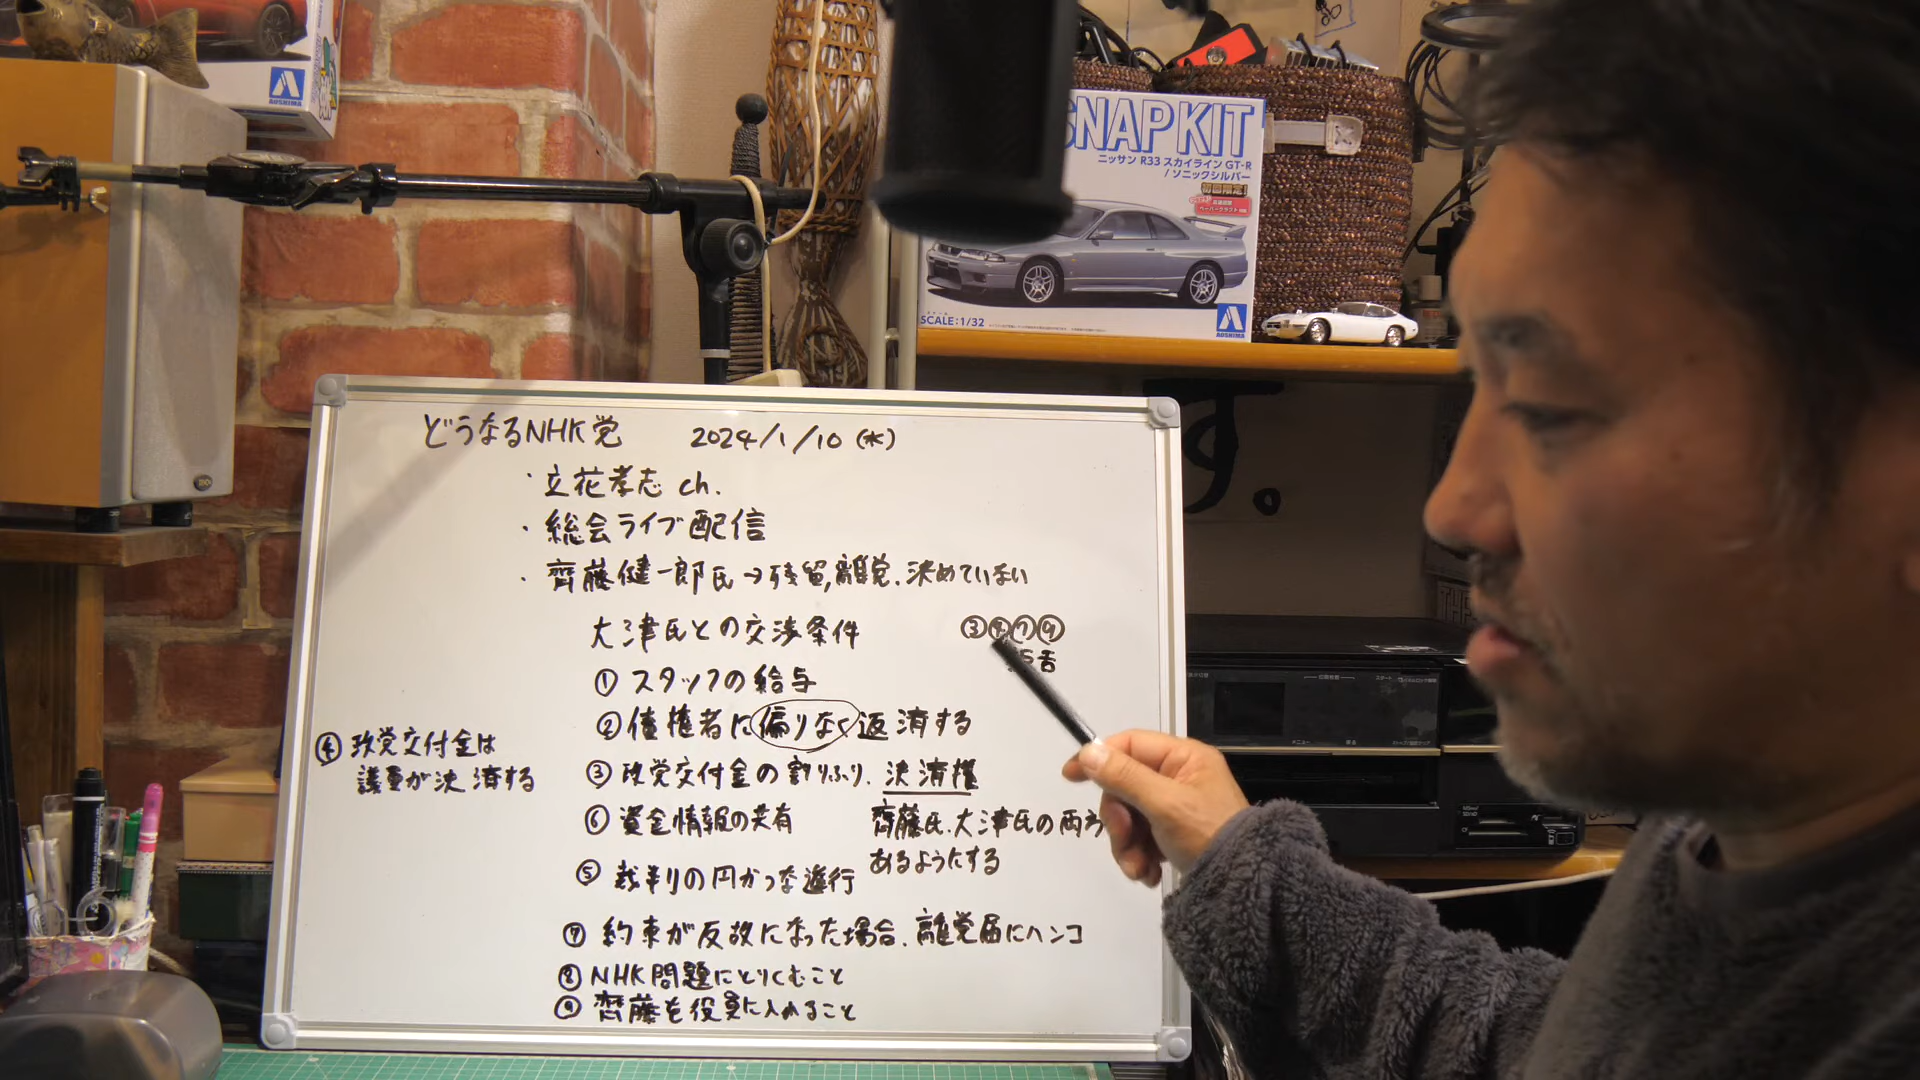 AOSHIMA
SNAP KIT
ニッサン R33 スカイライン GT-R
/ ソニックシルバー
初回限定!
SCALE:1/32
AOSHIMA
す。
どうなるNHK党 2024/1/10(水)
・立花孝志 ch.
・総会ライブ配信
・齊藤健一郎氏→残留,離党.決めていない
大津氏との交渉条件
③④⑦⑨
①スタッフの給与
②債権者に偏りなく返済する
③政党交付金の割りふり.決済権
齊藤氏.大津氏の両方
あるようにする
④政党交付金は
議員が決済する
⑥資金情報の共有
⑤裁判の円かつな進行
⑦約束が反故になった場合.離党届にハンコ
⑧NHK問題にとりくむこと
⑨齊藤を役員に入れること